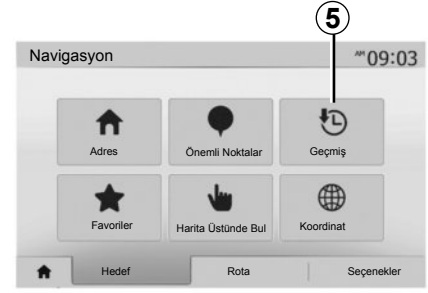 5
Navigasyon AM 09:03
Adres Önemli Noktalar Geçmiş
Favoriler Harita Üstünde Bul Koordinat
Hedef Rota Seçenekler